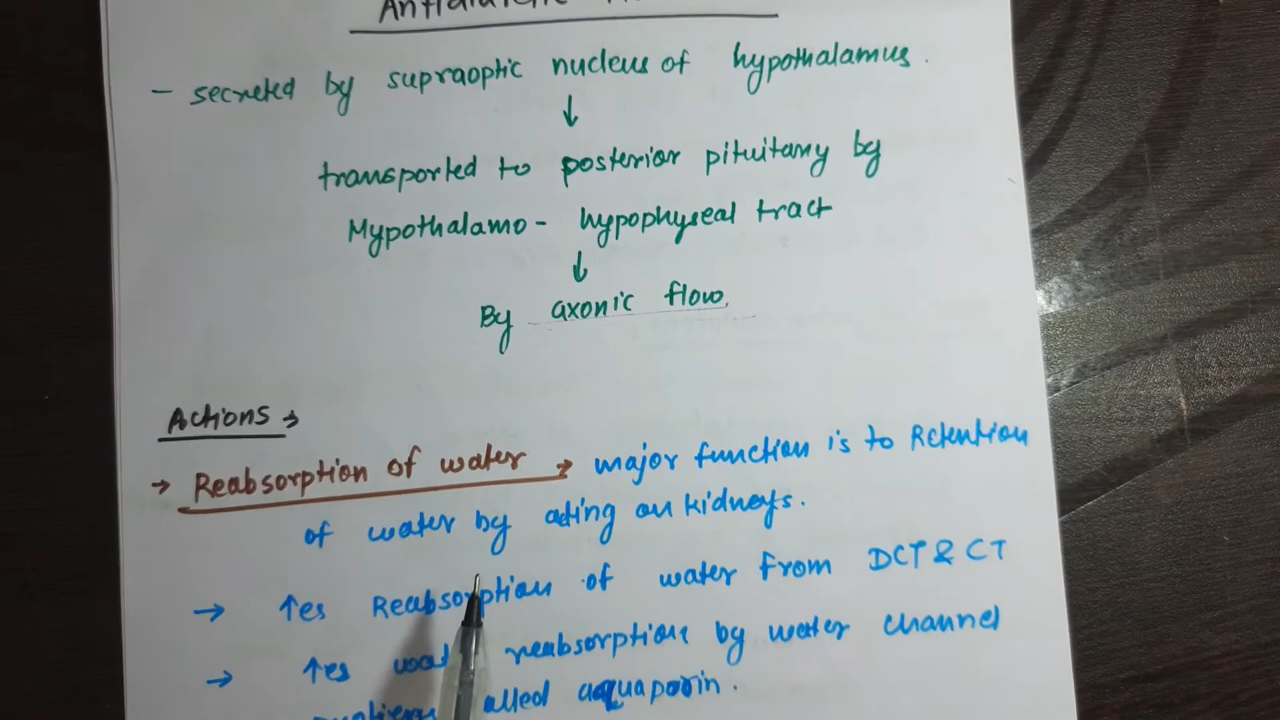 - secreted by supraoptic nucleus of hypothalamus.
↓
transported to posterior pituitary by
Hypothalamo - hypophyseal tract
↓
By axonic flow.
Actions →
→ Reabsorption of water → major function is to Retention
of water by acting on kidneys.
→ ↑es Reabsorption of water from DCT & CT
→ ↑es reabsorption by water channel
called aquaporin.